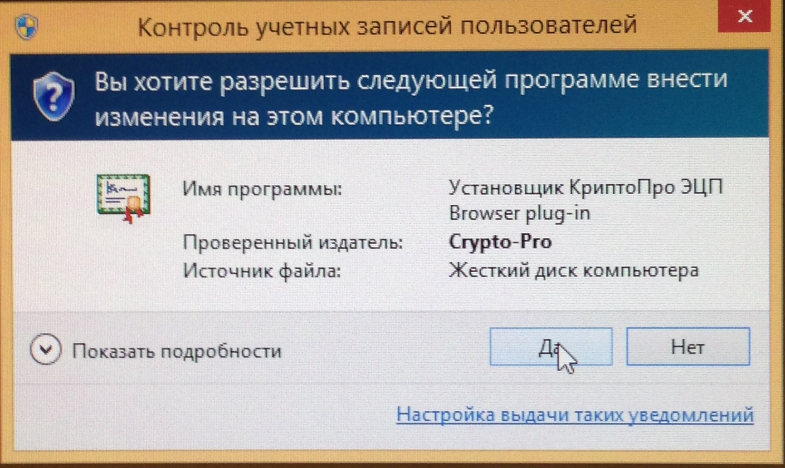 Контроль учетных записей пользователей
Вы хотите разрешить следующей программе внести
изменения на этом компьютере?
Имя программы: Установщик КриптоПро ЭЦП
Browser plug-in
Проверенный издатель: Crypto-Pro
Источник файла: Жесткий диск компьютера
Показать подробности Да Нет
Настройка выдачи таких уведомлений